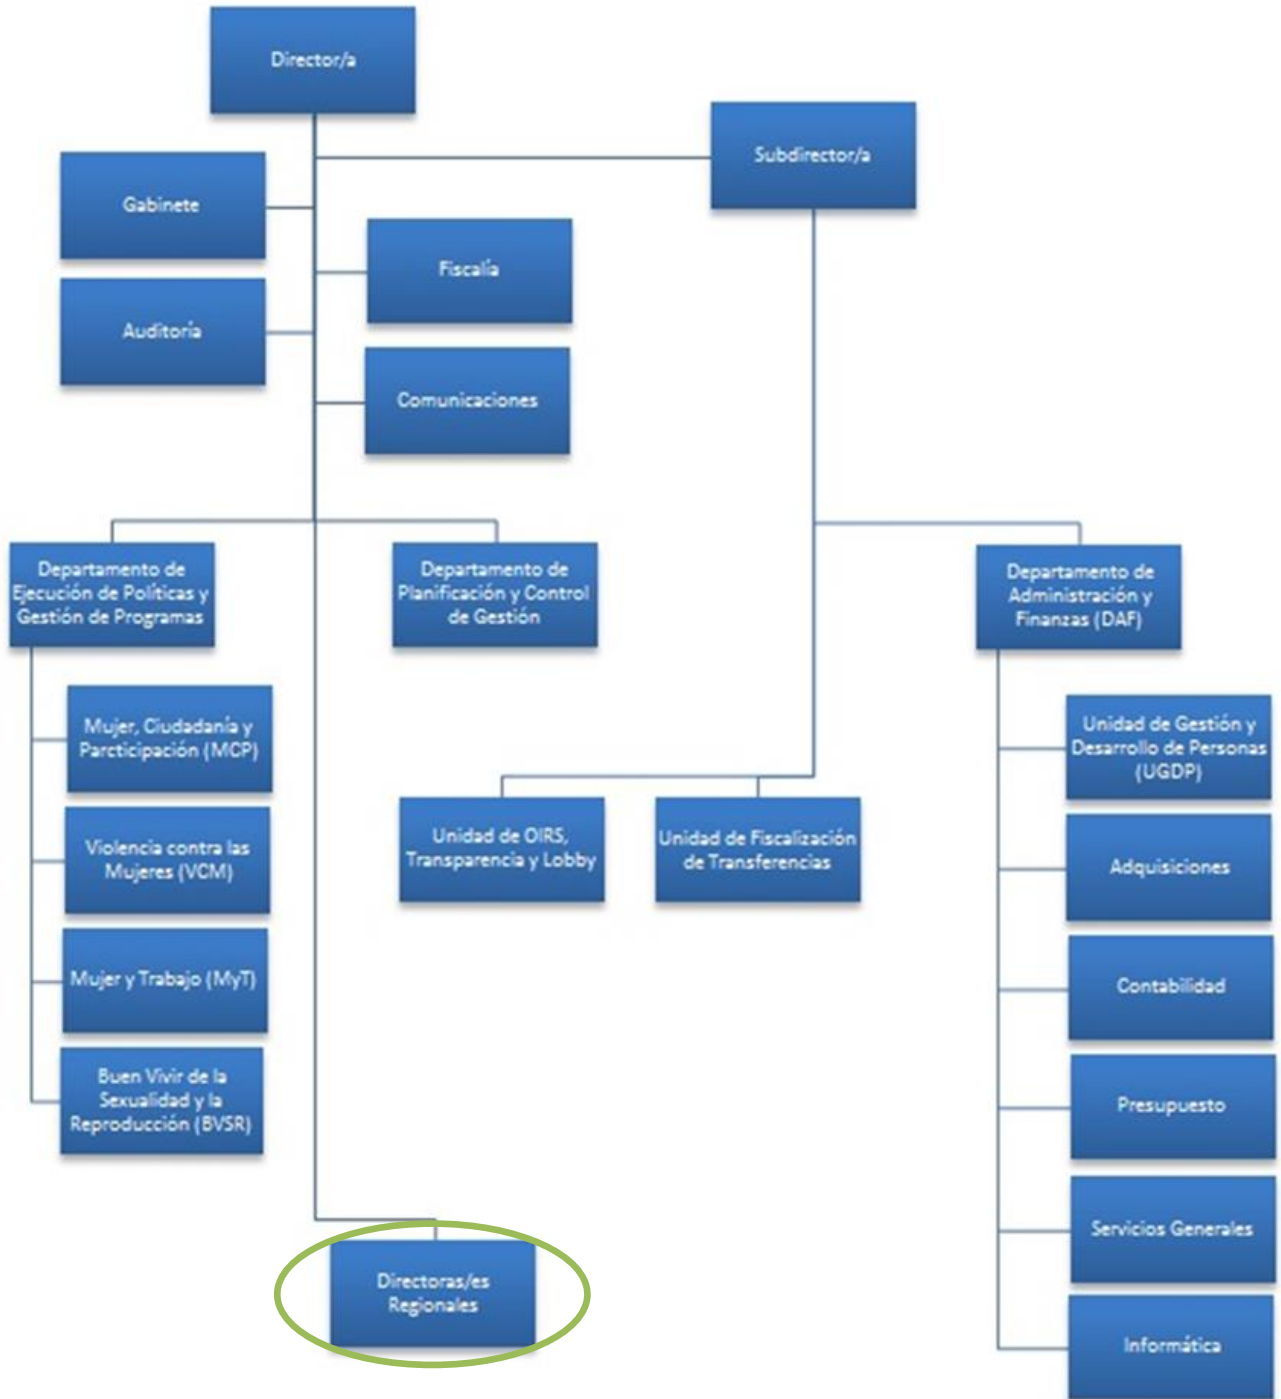 Director/a
Subdirector/a
Gabinete
Fiscalía
Auditoría
Comunicaciones
Departamento de
Ejecución de Políticas y
Gestión de Programas
Departamento de
Planificación y Control
de Gestión
Departamento de
Administración y
Finanzas (DAF)
Mujer, Ciudadanía y
Parcticipación (MCP)
Violencia contra las
Mujeres (VCM)
Mujer y Trabajo (MyT)
Buen Vivir de la
Sexualidad y la
Reproducción (BVSR)
Unidad de OIRS,
Transparencia y Lobby
Unidad de Fiscalización
de Transferencias
Unidad de Gestión y
Desarrollo de Personas
(UGDP)
Adquisiciones
Contabilidad
Presupuesto
Servicios Generales
Informática
Directoras/es
Regionales